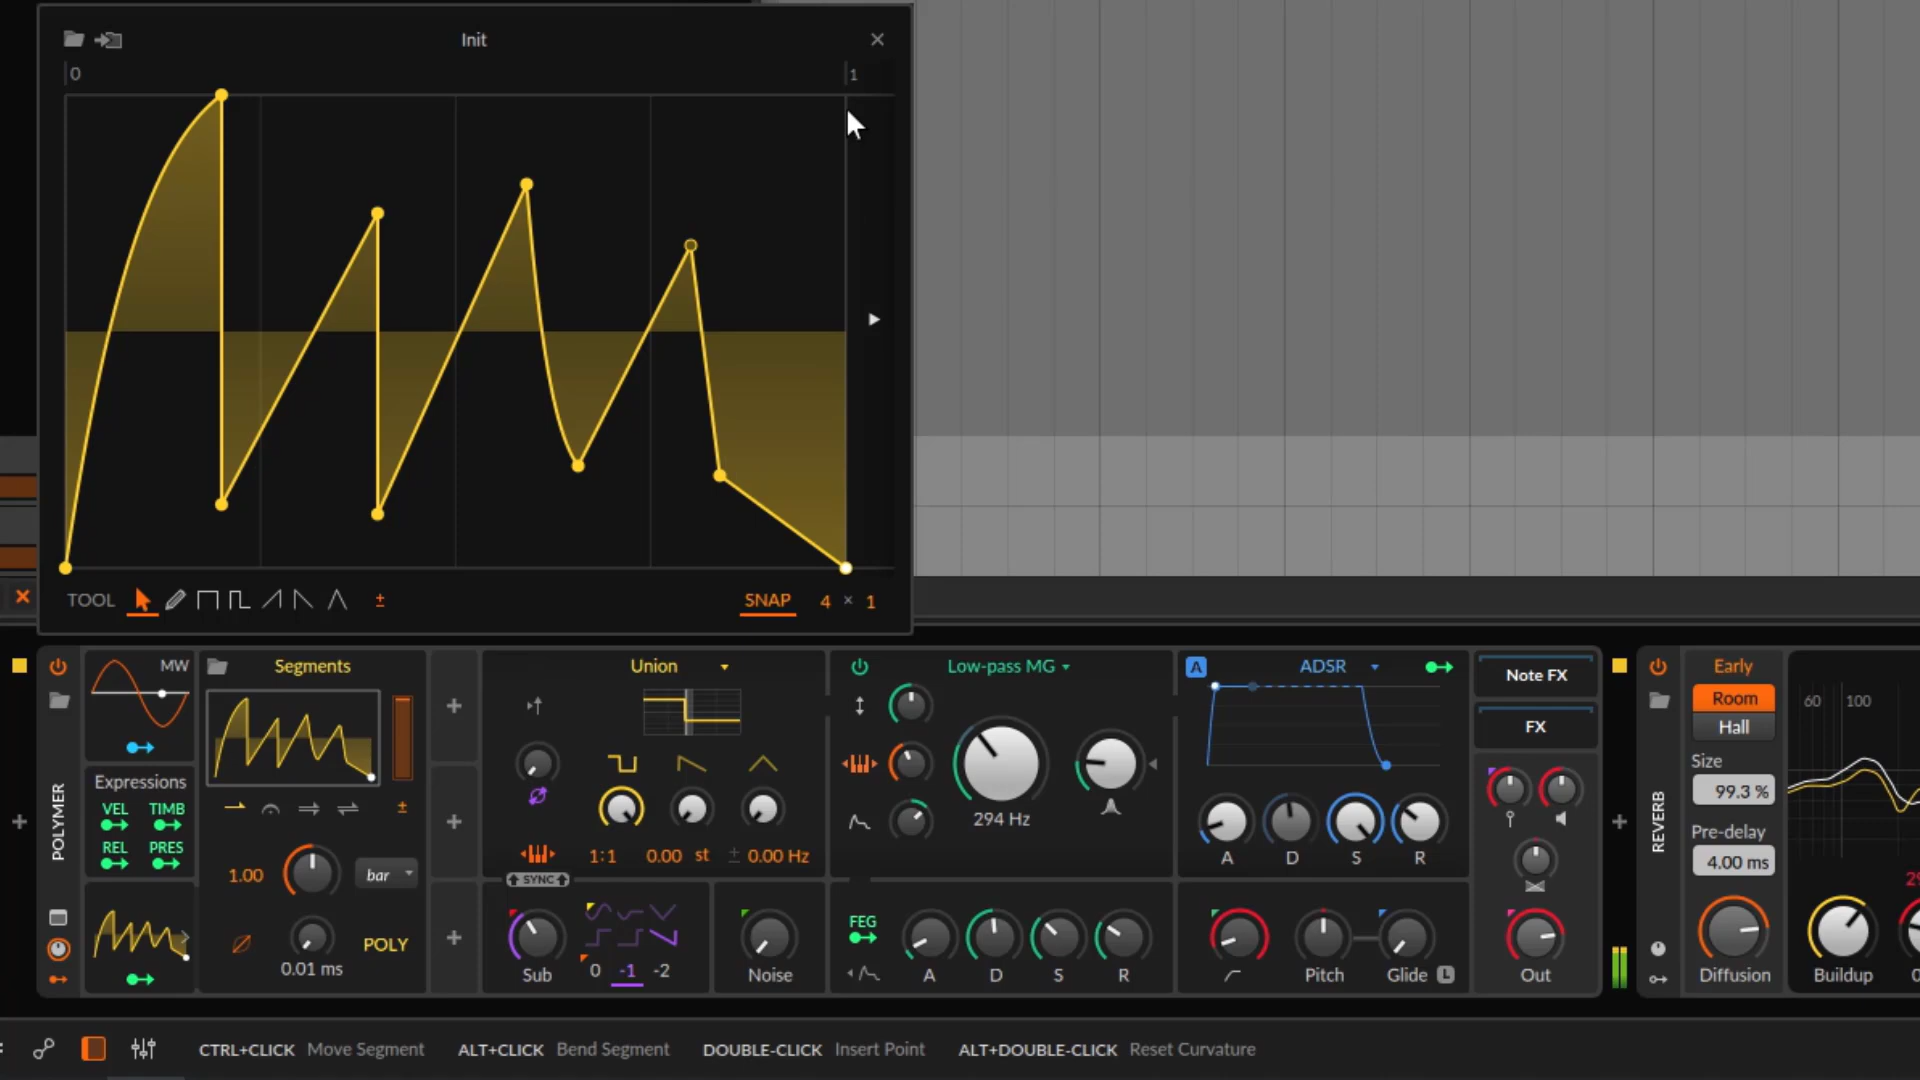 Init
0 1
TOOL ± SNAP 4 × 1
MW
Segments
Union
Low-pass MG
A ADSR
Note FX
FX
POLYMER
Expressions
VEL TIMB
REL PRES
1.00 bar
0.01 ms POLY
±
1:1 0.00 st ± 0.00 Hz
SYNC
Sub 0 -1 -2
Noise
294 Hz
FEG
A D S R
A D S R
Pitch Glide L
Out
REVERB
Early
Room
Hall
Size
99.3 %
Pre-delay
4.00 ms
Diffusion
60 100
Buildup
CTRL+CLICK Move Segment ALT+CLICK Bend Segment DOUBLE-CLICK Insert Point ALT+DOUBLE-CLICK Reset Curvature